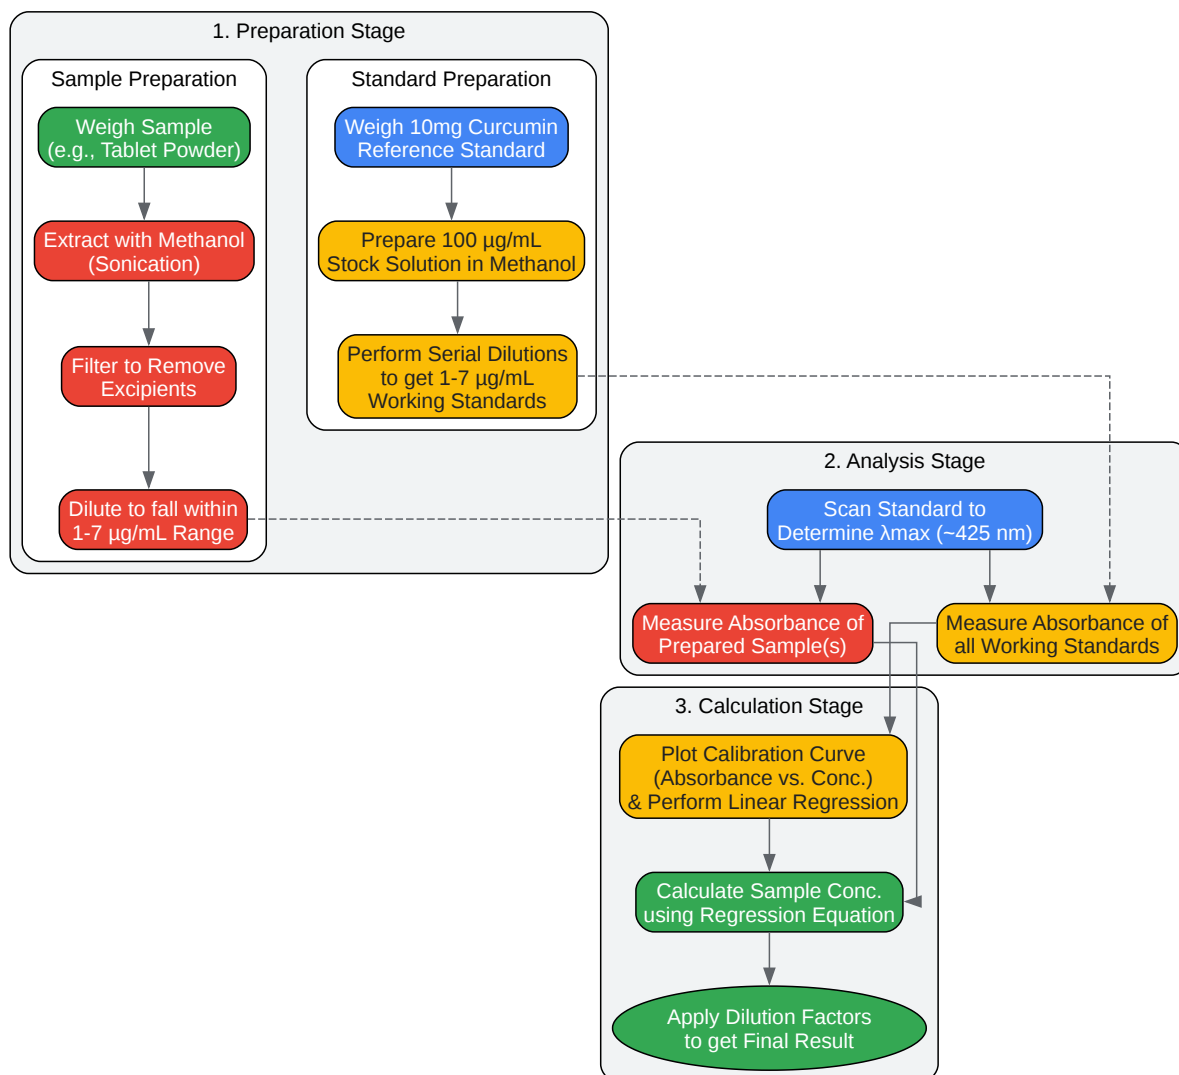 1. Preparation Stage
Sample Preparation
Weigh Sample
(e.g., Tablet Powder)
Extract with Methanol
(Sonication)
Filter to Remove
Excipients
Dilute to fall within
1-7 µg/mL Range
Standard Preparation
Weigh 10mg Curcumin
Reference Standard
Prepare 100 µg/mL
Stock Solution in Methanol
Perform Serial Dilutions
to get 1-7 µg/mL
Working Standards
2. Analysis Stage
Scan Standard to
Determine λmax (~425 nm)
Measure Absorbance of
Prepared Sample(s)
Measure Absorbance of
all Working Standards
3. Calculation Stage
Plot Calibration Curve
(Absorbance vs. Conc.)
& Perform Linear Regression
Calculate Sample Conc.
using Regression Equation
Apply Dilution Factors
to get Final Result